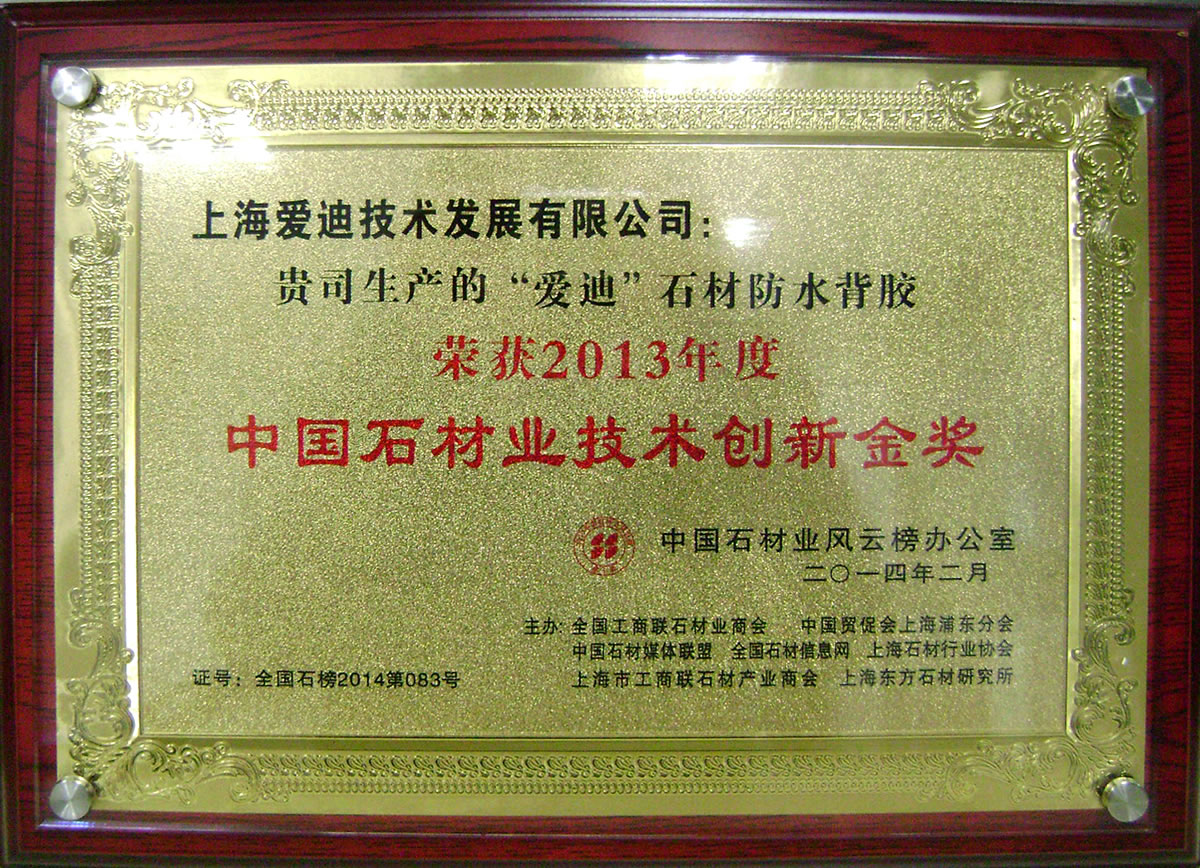 上海爱迪技术发展有限公司：
贵司生产的“爱迪”石材防水背胶
荣获2013年度
中国石材业技术创新金奖
中国石材业风云榜办公室
二〇一四年二月
主办: 全国工商联石材业商会 中国贸促会上海浦东分会
中国石材媒体联盟 全国石材信息网 上海石材行业协会
上海市工商联石材产业商会 上海东方石材研究所
证号：全国石榜2014第083号